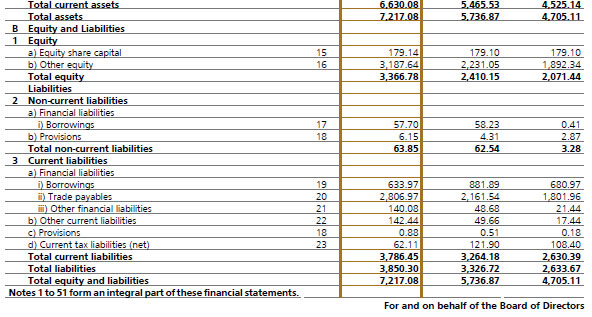 Total current assets 6,630.08 5,465.53 4,525.14
Total assets 7,217.08 5,736.87 4,705.11
B Equity and Liabilities
1 Equity
a) Equity share capital 15 179.14 179.10 179.10
b) Other equity 16 3,187.64 2,231.05 1,892.34
Total equity 3,366.78 2,410.15 2,071.44
Liabilities
2 Non-current liabilities
a) Financial liabilities
i) Borrowings 17 57.70 58.23 0.41
b) Provisions 18 6.15 4.31 2.87
Total non-current liabilities 63.85 62.54 3.28
3 Current liabilities
a) Financial liabilities
i) Borrowings 19 633.97 881.89 680.97
ii) Trade payables 20 2,806.97 2,161.54 1,801.96
iii) Other financial liabilities 21 140.08 48.68 21.44
b) Other current liabilities 22 142.44 49.66 17.44
c) Provisions 18 0.88 0.51 0.18
d) Current tax liabilities (net) 23 62.11 121.90 108.40
Total current liabilities 3,786.45 3,264.18 2,630.39
Total liabilities 3,850.30 3,326.72 2,633.67
Total equity and liabilities 7,217.08 5,736.87 4,705.11
Notes 1 to 51 form an integral part of these financial statements.
For and on behalf of the Board of Directors